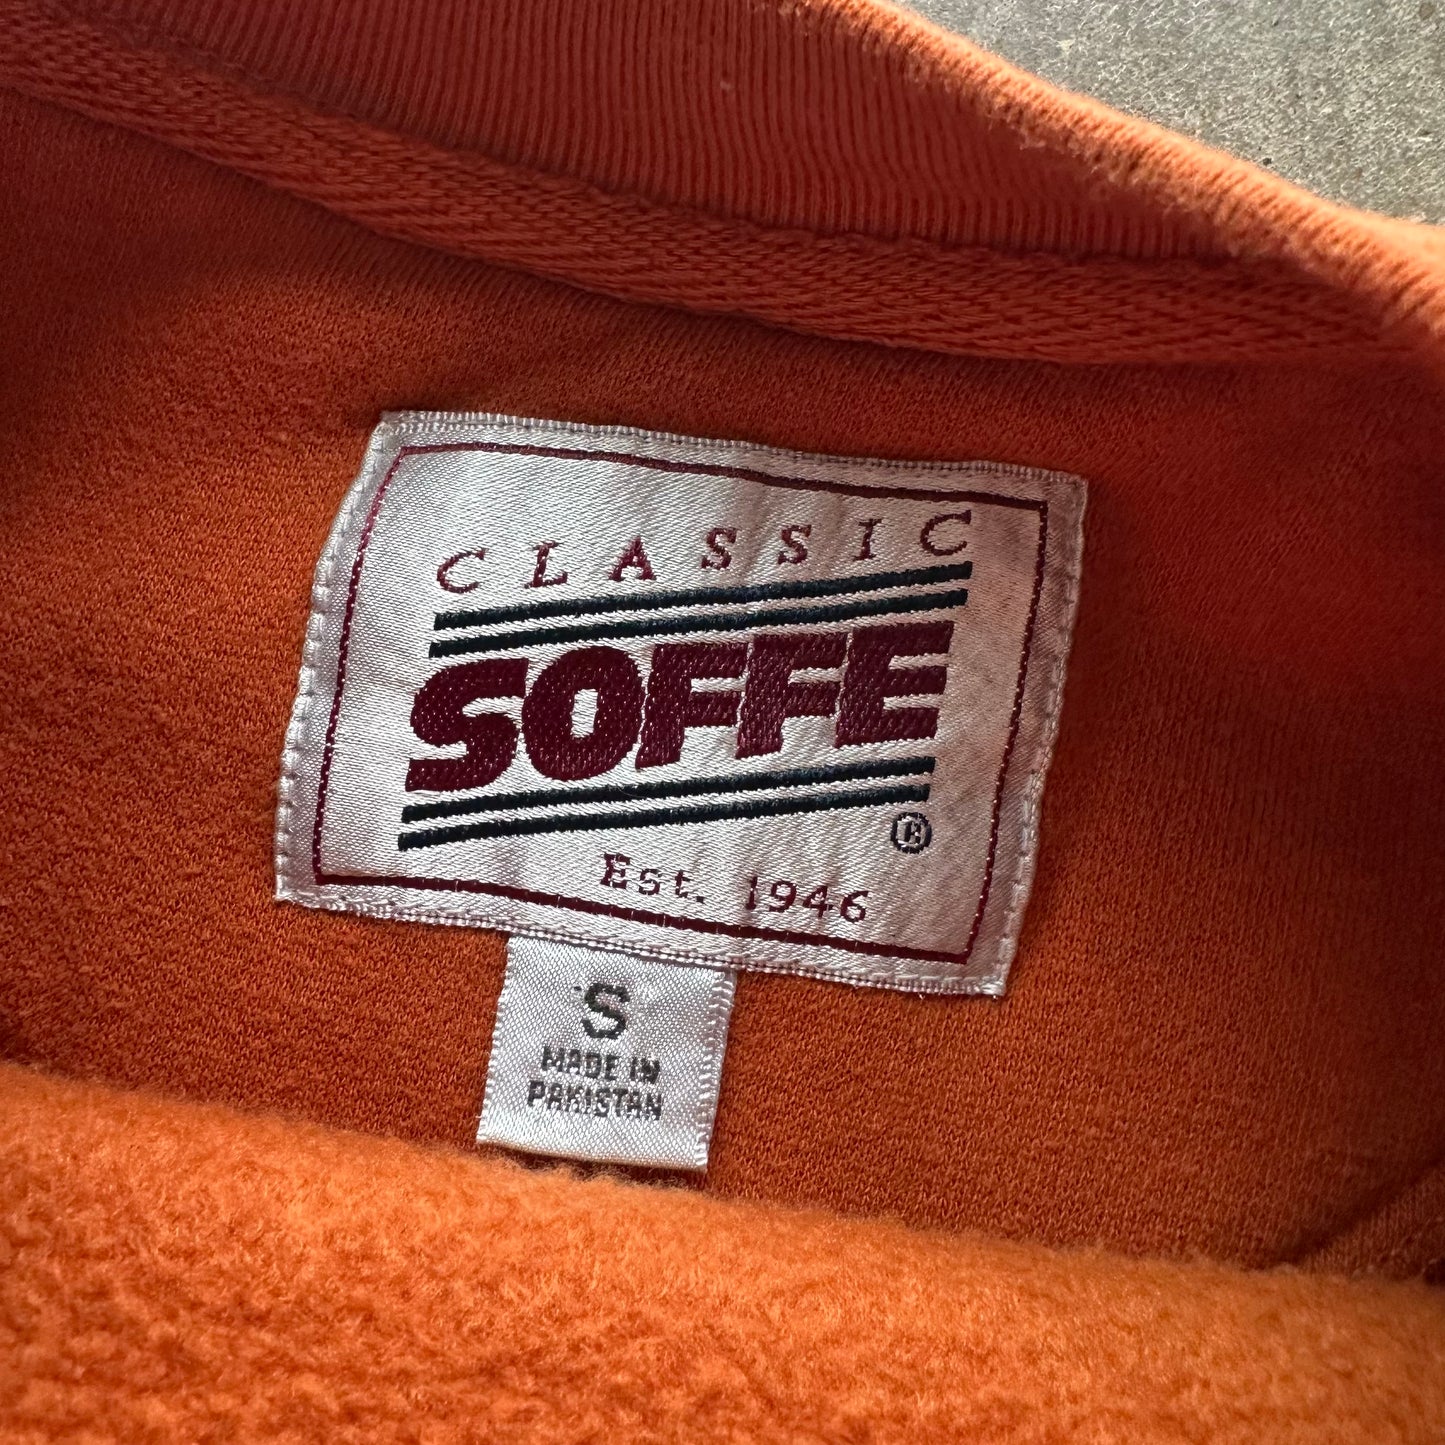 CLASSIC
SOFFE
®
Est. 1946
S
MADE IN
PAKISTAN